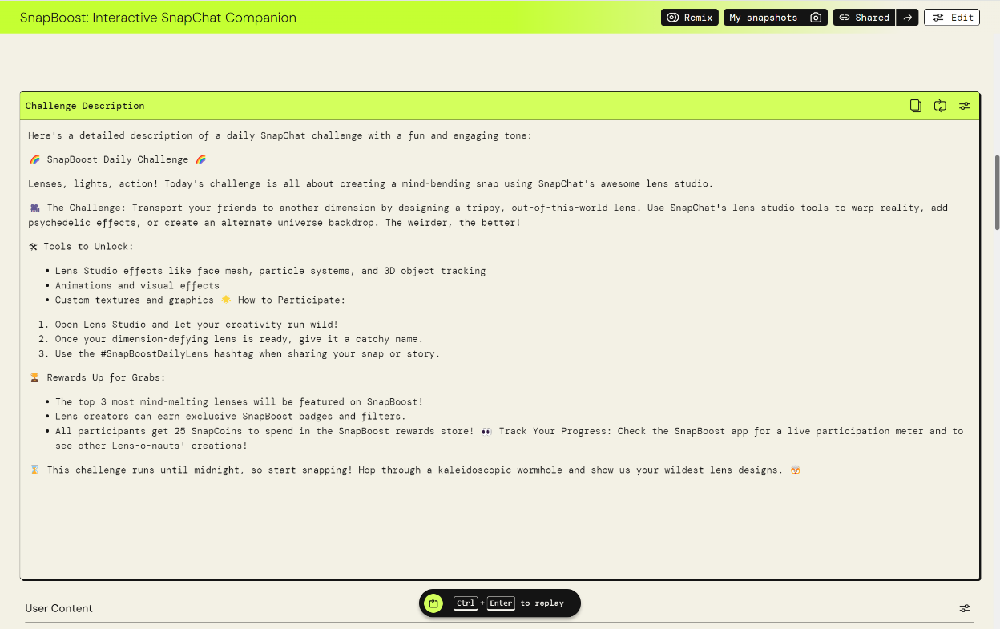 SnapBoost: Interactive SnapChat Companion
Remix
My snapshots
Shared
Edit
Challenge Description
Here's a detailed description of a daily SnapChat challenge with a fun and engaging tone:
🌈 SnapBoost Daily Challenge 🌈
Lenses, lights, action! Today's challenge is all about creating a mind-bending snap using SnapChat's awesome lens studio.
🎥 The Challenge: Transport your friends to another dimension by designing a trippy, out-of-this-world lens. Use SnapChat's lens studio tools to warp reality, add
psychedelic effects, or create an alternate universe backdrop. The weirder, the better!
🛠 Tools to Unlock:
• Lens Studio effects like face mesh, particle systems, and 3D object tracking
• Animations and visual effects
• Custom textures and graphics 🌟 How to Participate:
1. Open Lens Studio and let your creativity run wild!
2. Once your dimension-defying lens is ready, give it a catchy name.
3. Use the #SnapBoostDailyLens hashtag when sharing your snap or story.
🏆 Rewards Up for Grabs:
• The top 3 most mind-melting lenses will be featured on SnapBoost!
• Lens creators can earn exclusive SnapBoost badges and filters.
• All participants get 25 SnapCoins to spend in the SnapBoost rewards store! 👀 Track Your Progress: Check the SnapBoost app for a live participation meter and to
see other Lens-o-nauts' creations!
⌛ This challenge runs until midnight, so start snapping! Hop through a kaleidoscopic wormhole and show us your wildest lens designs. 🤯
Ctrl + Enter to replay
User Content